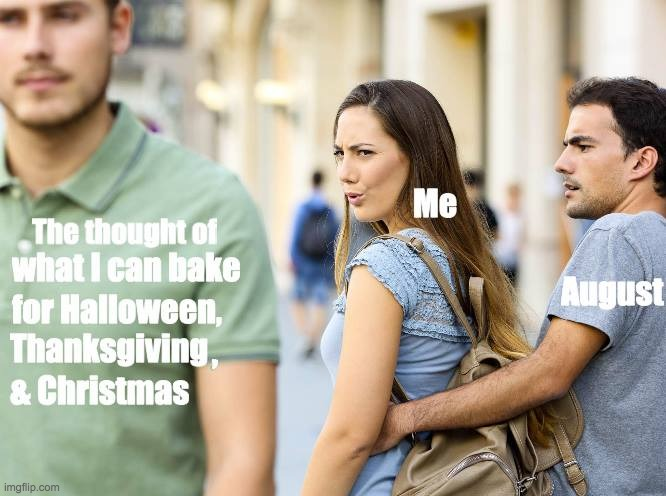 The thought of
what I can bake
for Halloween,
Thanksgiving,
& Christmas
Me
August
imgflip.com